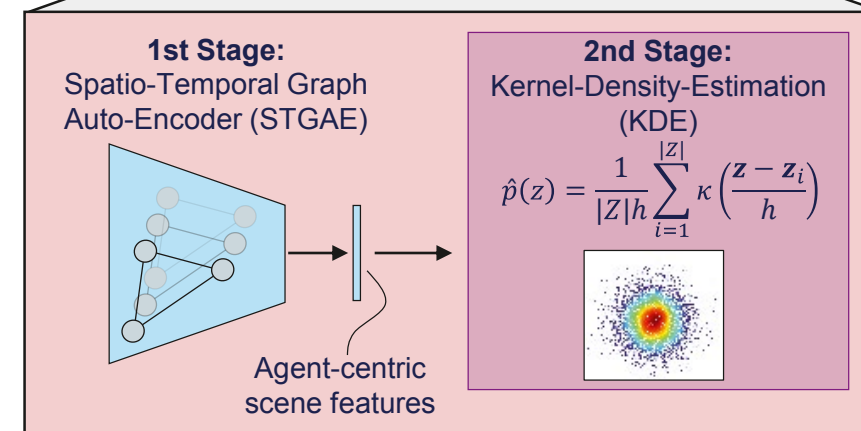 1st Stage:
Spatio-Temporal Graph
Auto-Encoder (STGAE)
Agent-centric
scene features
2nd Stage:
Kernel-Density-Estimation
(KDE)
p̂(z) = 1/(|Z|h) ∑_{i=1}^{|Z|} κ((z − z_i)/h)